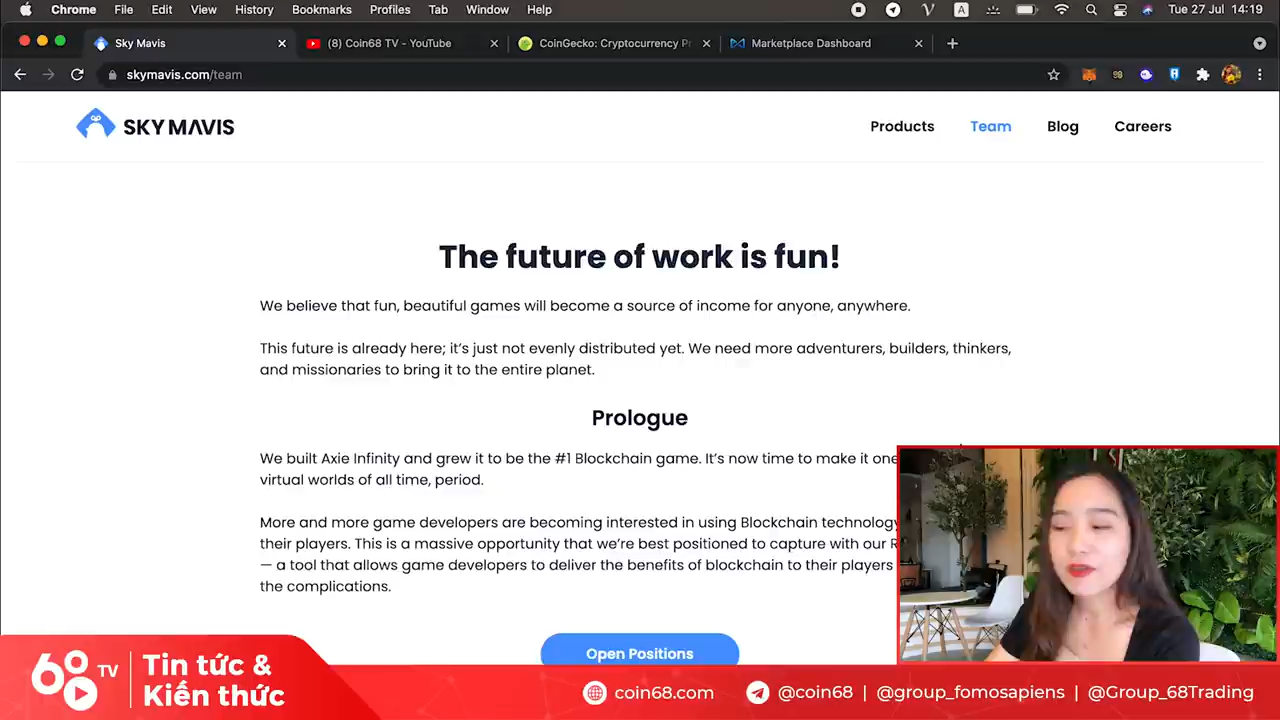 Chrome File Edit View History Bookmarks Profiles Tab Window Help A Tue 27 Jul 14:19
Sky Mavis (8) Coin68 TV - YouTube CoinGecko: Cryptocurrency Pr Marketplace Dashboard
skymavis.com/team
SKY MAVIS Products Team Blog Careers
The future of work is fun!
We believe that fun, beautiful games will become a source of income for anyone, anywhere.
This future is already here; it's just not evenly distributed yet. We need more adventurers, builders, thinkers,
and missionaries to bring it to the entire planet.
Prologue
We built Axie Infinity and grew it to be the #1 Blockchain game. It's now time to make it one
virtual worlds of all time, period.
More and more game developers are becoming interested in using Blockchain technology
their players. This is a massive opportunity that we're best positioned to capture with our R
— a tool that allows game developers to deliver the benefits of blockchain to their players
the complications.
Open Positions
68 TV Tin tức &
Kiến thức
coin68.com @coin68 | @group_fomosapiens | @Group_68Trading